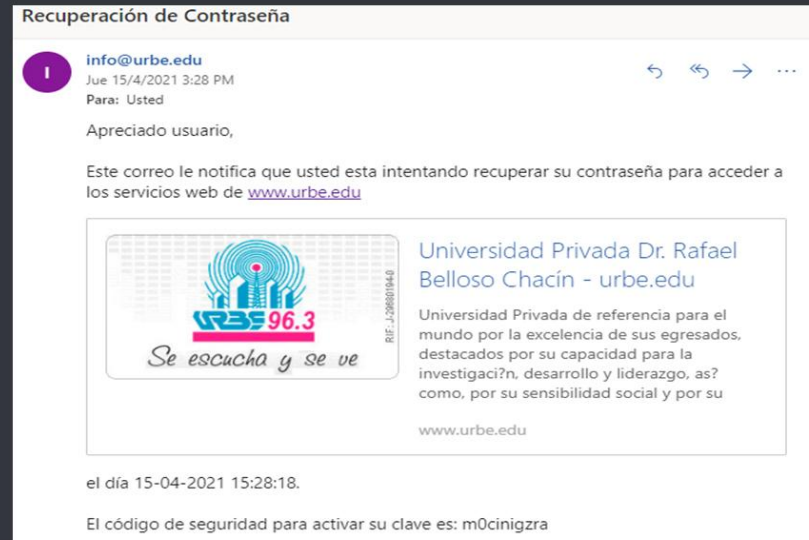 Recuperación de Contraseña
I
info@urbe.edu
Jue 15/4/2021 3:28 PM
Para: Usted
Apreciado usuario,
Este correo le notifica que usted esta intentando recuperar su contraseña para acceder a
los servicios web de www.urbe.edu
URBE 96.3
Se escucha y se ve
RIF: J-29680194-0
Universidad Privada Dr. Rafael
Belloso Chacín - urbe.edu
Universidad Privada de referencia para el
mundo por la excelencia de sus egresados,
destacados por su capacidad para la
investigaci?n, desarrollo y liderazgo, as?
como, por su sensibilidad social y por su
www.urbe.edu
el día 15-04-2021 15:28:18.
El código de seguridad para activar su clave es: m0cinigzra